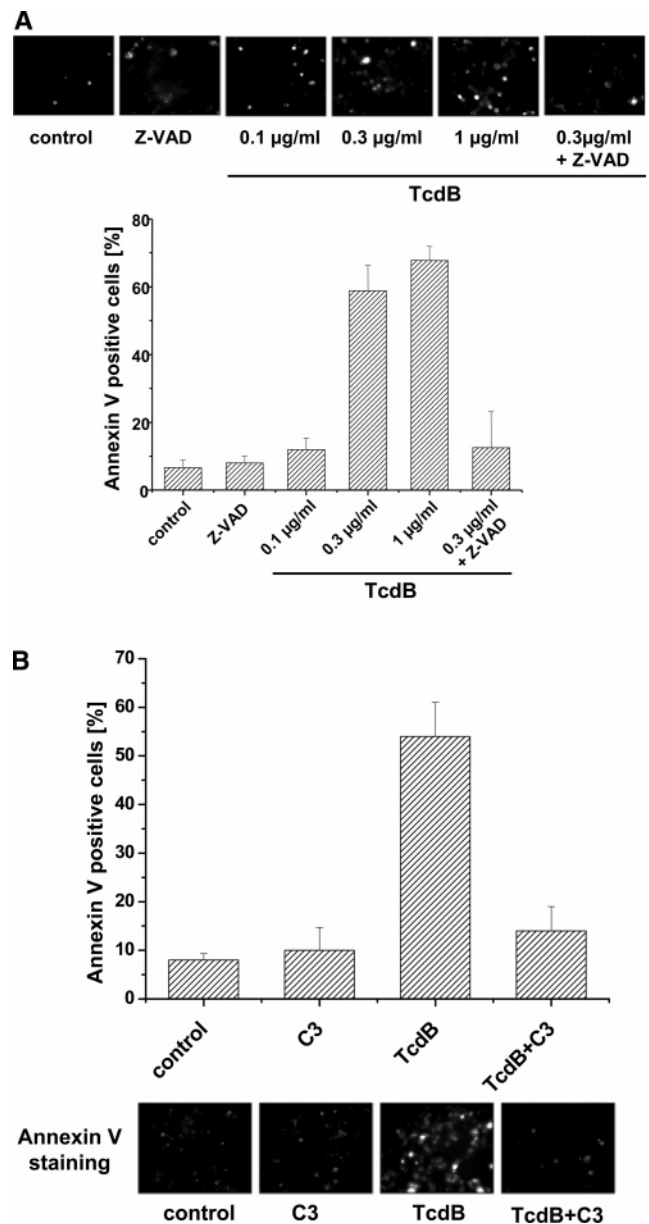 A
control Z-VAD 0.1 µg/ml 0.3 µg/ml 1 µg/ml 0.3µg/ml
+ Z-VAD
TcdB
Annexin V positive cells [%]
80
60
40
20
0
control Z-VAD 0.1 µg/ml 0.3 µg/ml 1 µg/ml 0.3 µg/ml
+ Z-VAD
TcdB
B
Annexin V positive cells [%]
70
60
50
40
30
20
10
0
control C3 TcdB TcdB+C3
Annexin V
staining
control C3 TcdB TcdB+C3